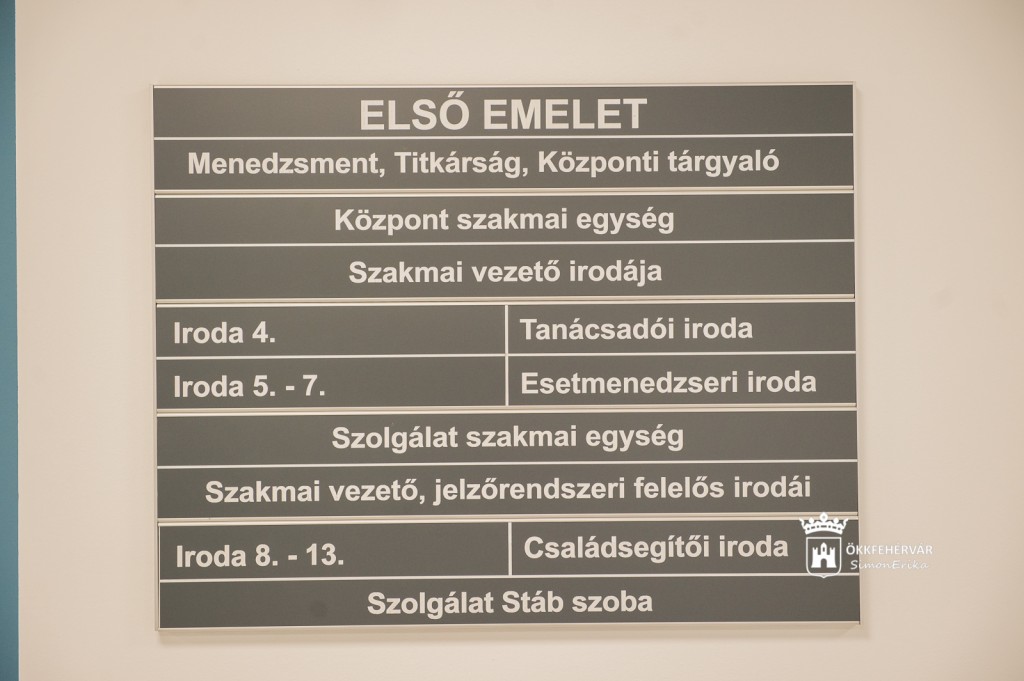 ELSŐ EMELET
Menedzsment, Titkárság, Központi tárgyaló
Központ szakmai egység
Szakmai vezető irodája
Iroda 4. Tanácsadói iroda
Iroda 5. - 7. Esetmenedzseri iroda
Szolgálat szakmai egység
Szakmai vezető, jelzőrendszeri felelős irodái
Iroda 8. - 13. Családsegítői iroda
Szolgálat Stáb szoba
ÖKKFEHERVAR
SimonErika